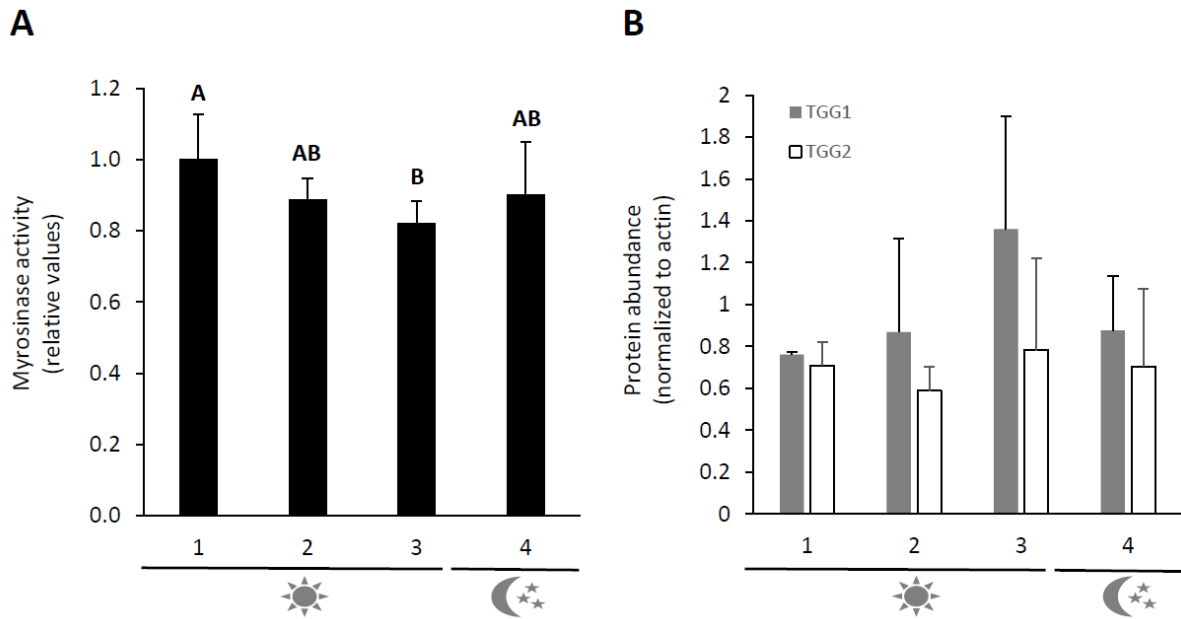 A
Myrosinase activity
(relative values)
1.2
1.0
0.8
0.6
0.4
0.2
0.0
A
AB
B
AB
1 2 3 4
B
Protein abundance
(normalized to actin)
2
1.8
1.6
1.4
1.2
1
0.8
0.6
0.4
0.2
0
TGG1
TGG2
1 2 3 4